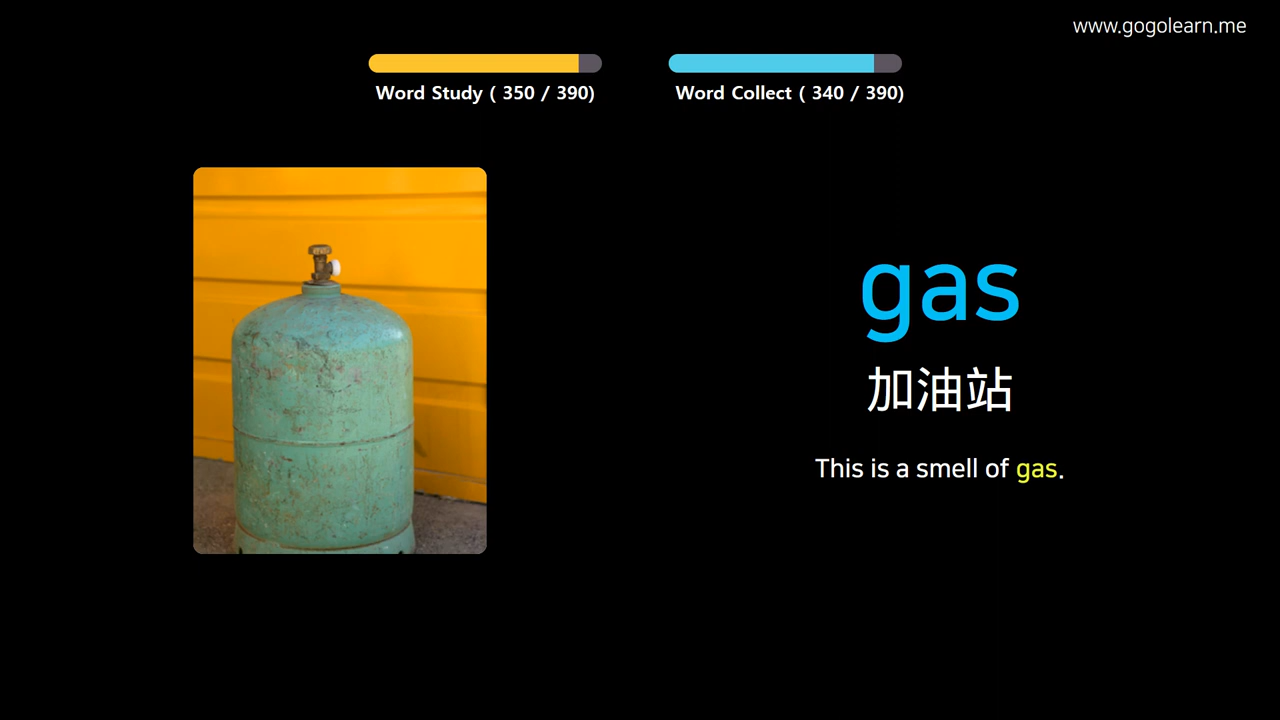 www.gogolearn.me
Word Study ( 350 / 390)
Word Collect ( 340 / 390)
gas
加油站
This is a smell of gas.